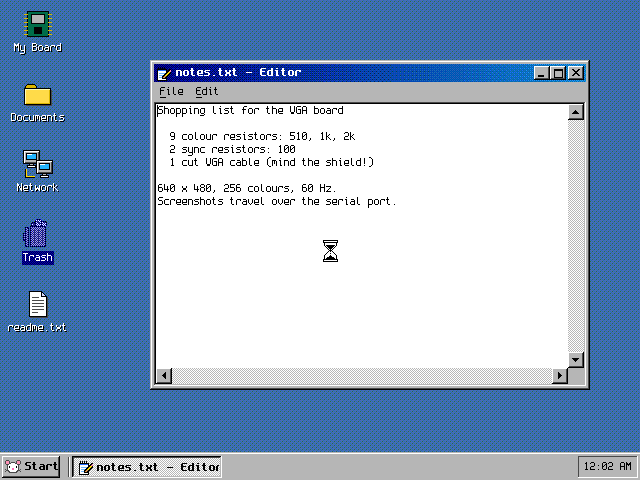 My Board
Documents
Network
Trash
readme.txt
notes.txt - Editor
File Edit
Shopping list for the VGA board
9 colour resistors: 510, 1k, 2k
2 sync resistors: 100
1 cut VGA cable (mind the shield!)
640 x 480, 256 colours, 60 Hz.
Screenshots travel over the serial port.
Start
notes.txt - Editor
12:02 AM